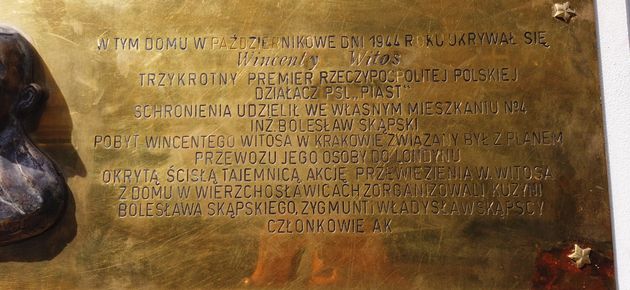 W TYM DOMU W PAŹDZIERNIKOWE DNI 1944 ROKU UKRYWAŁ SIĘ
Wincenty Witos
TRZYKROTNY PREMIER RZECZYPOSPOLITEJ POLSKIEJ
DZIAŁACZ PSL "PIAST"
SCHRONIENIA UDZIELIŁ WE WŁASNYM MIESZKANIU №4
INŻ. BOLESŁAW SKĄPSKI
POBYT WINCENTEGO WITOSA W KRAKOWIE ZWIĄZANY BYŁ Z PLANEM
PRZEWOZU JEGO OSOBY DO LONDYNU
OKRYTĄ ŚCISŁĄ TAJEMNICĄ AKCJĘ PRZEWIEZIENIA W. WITOSA
Z DOMU W WIERZCHOSŁAWICACH ZORGANIZOWALI KUZYNI
BOLESŁAWA SKĄPSKIEGO, ZYGMUNT I WŁADYSŁAW SKĄPSCY
CZŁONKOWIE AK